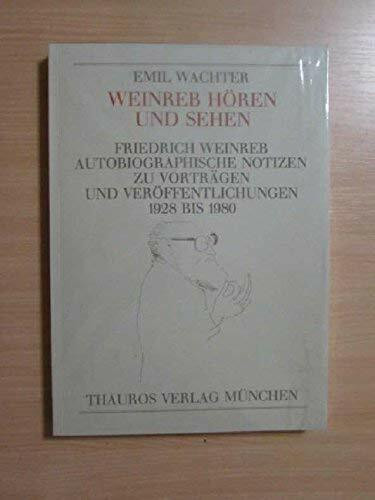 EMIL WACHTER
WEINREB HÖREN
UND SEHEN
FRIEDRICH WEINREB
AUTOBIOGRAPHISCHE NOTIZEN
ZU VORTRÄGEN
UND VERÖFFENTLICHUNGEN
1928 BIS 1980
THAUROS VERLAG MÜNCHEN